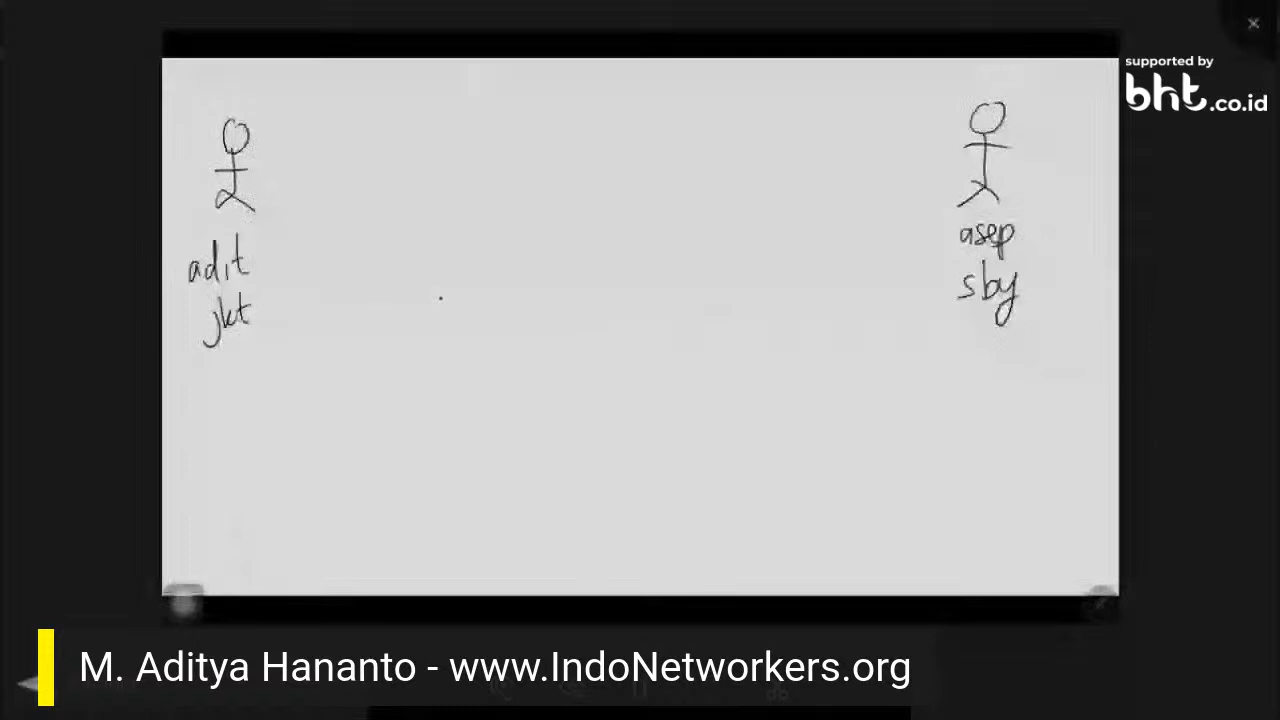 supported by
bht.co.id
adit
jkt
asep
sby
M. Aditya Hananto - www.IndoNetworkers.org